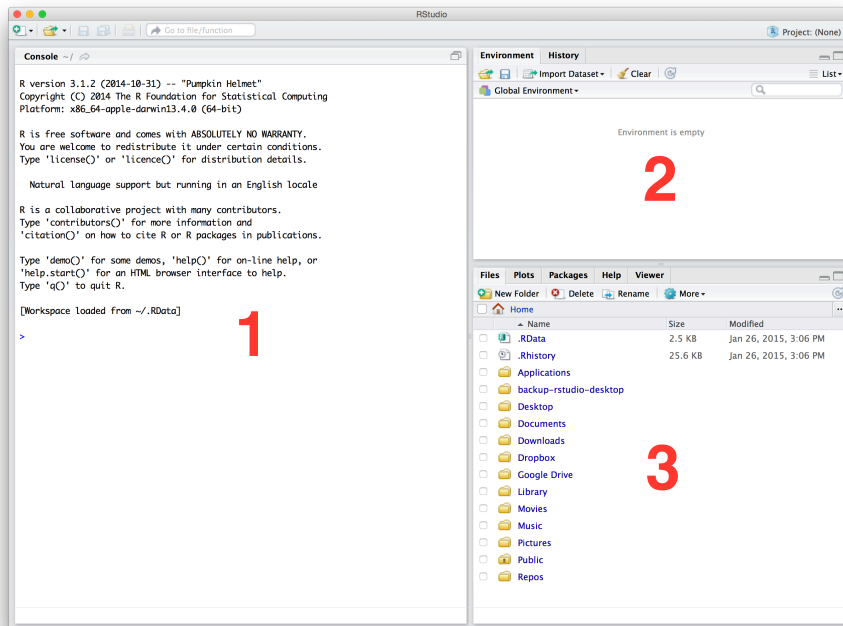 RStudio
Go to file/function
Project: (None)
Console ~/
R version 3.1.2 (2014-10-31) -- "Pumpkin Helmet"
Copyright (C) 2014 The R Foundation for Statistical Computing
Platform: x86_64-apple-darwin13.4.0 (64-bit)
R is free software and comes with ABSOLUTELY NO WARRANTY.
You are welcome to redistribute it under certain conditions.
Type 'license()' or 'licence()' for distribution details.
Natural language support but running in an English locale
R is a collaborative project with many contributors.
Type 'contributors()' for more information and
'citation()' on how to cite R or R packages in publications.
Type 'demo()' for some demos, 'help()' for on-line help, or
'help.start()' for an HTML browser interface to help.
Type 'q()' to quit R.
[Workspace loaded from ~/.RData]
>
1
Environment History
Import Dataset Clear List
Global Environment
Environment is empty
2
Files Plots Packages Help Viewer
New Folder Delete Rename More
Home ...
Name Size Modified
.RData 2.5 KB Jan 26, 2015, 3:06 PM
.Rhistory 25.6 KB Jan 26, 2015, 3:06 PM
Applications
backup-rstudio-desktop
Desktop
Documents
Downloads
Dropbox
Google Drive
Library
Movies
Music
Pictures
Public
Repos
3